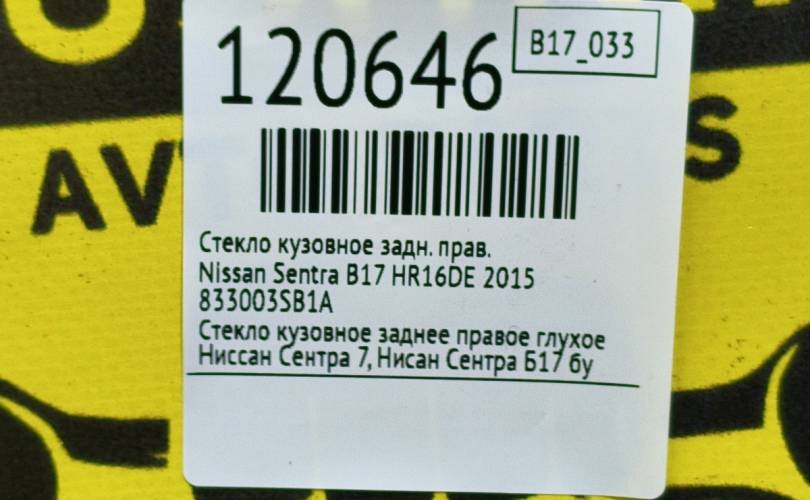 120646
B17_033
AV
S
Стекло кузовное задн. прав.
Nissan Sentra B17 HR16DE 2015
833003SB1A
Стекло кузовное заднее правое глухое
Ниссан Сентра 7, Нисан Сентра Б17 бу